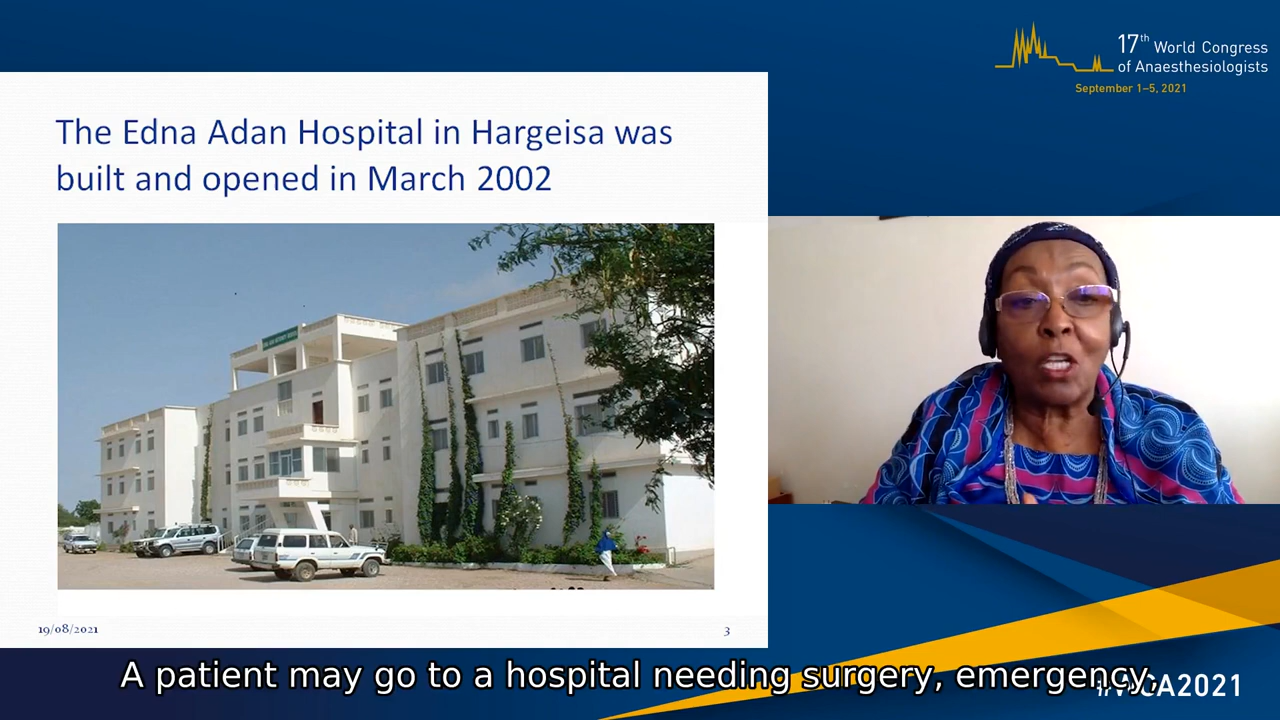 17th World Congress
of Anaesthesiologists
September 1–5, 2021
The Edna Adan Hospital in Hargeisa was
built and opened in March 2002
19/08/2021
3
A patient may go to a hospital needing surgery, emergency,